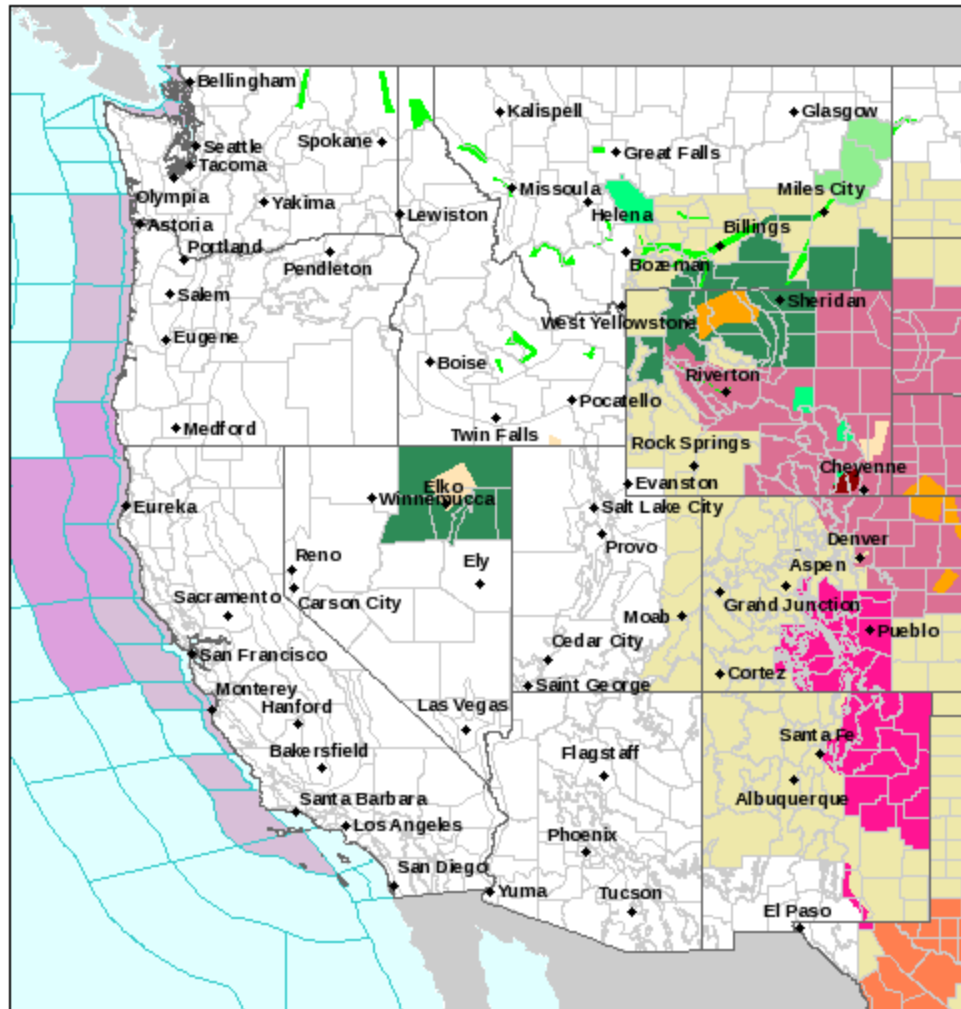 Bellingham
Kalispell
Glasgow
Spokane
Seattle
Great Falls
Tacoma
Olympia
Missoula
Miles City
Yakima
Lewiston
Helena
Astoria
Billings
Portland
Pendleton
Bozeman
Salem
Sheridan
West Yellowstone
Eugene
Boise
Riverton
Pocatello
Medford
Twin Falls
Rock Springs
Cheyenne
Elko
Evanston
Winnemucca
Eureka
Salt Lake City
Denver
Provo
Reno
Ely
Aspen
Sacramento
Carson City
Grand Junction
Moab
Pueblo
Cedar City
San Francisco
Cortez
Saint George
Monterey
Hanford
Las Vegas
Santa Fe
Bakersfield
Flagstaff
Albuquerque
Santa Barbara
Los Angeles
Phoenix
San Diego
Yuma
Tucson
El Paso